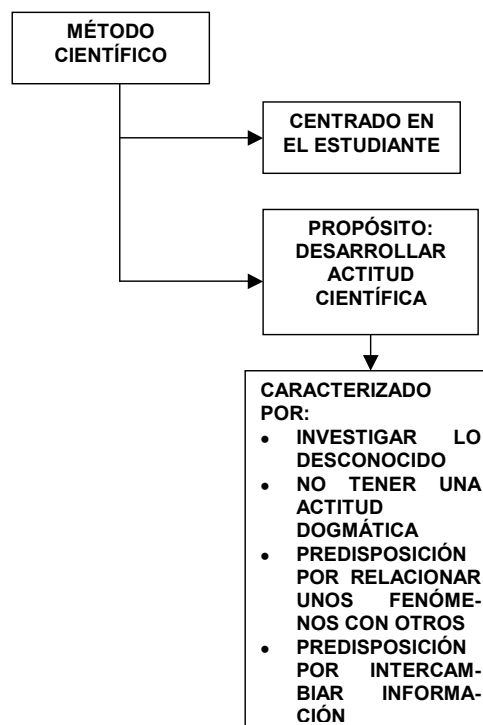 MÉTODO
CIENTÍFICO
CENTRADO EN
EL ESTUDIANTE
PROPÓSITO:
DESARROLLAR
ACTITUD
CIENTÍFICA
CARACTERIZADO
POR:
• INVESTIGAR LO
DESCONOCIDO
• NO TENER UNA
ACTITUD
DOGMÁTICA
• PREDISPOSICIÓN
POR RELACIONAR
UNOS FENÓME-
NOS CON OTROS
• PREDISPOSICIÓN
POR INTERCAM-
BIAR INFORMA-
CIÓN